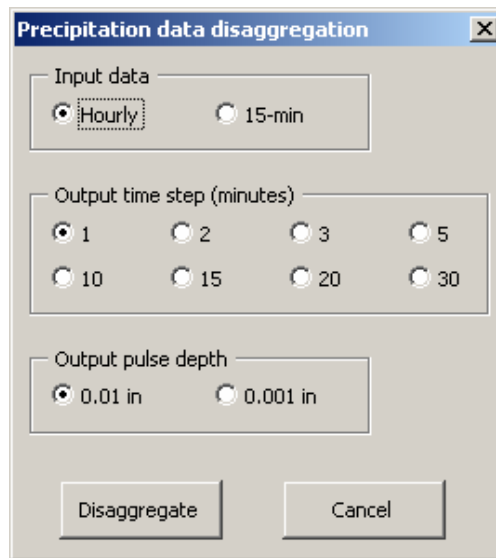 Precipitation data disaggregation
Input data
Hourly 15-min
Output time step (minutes)
1 2 3 5
10 15 20 30
Output pulse depth
0.01 in 0.001 in
Disaggregate Cancel